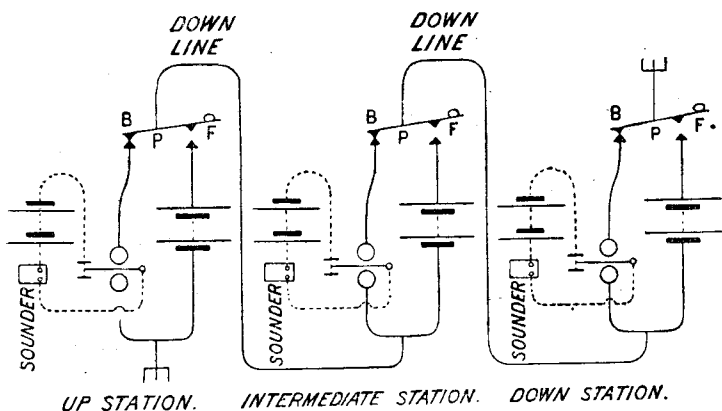 DOWN
LINE
DOWN
LINE
B
P
F
B
P
F
B
P
F.
SOUNDER
SOUNDER
SOUNDER
UP STATION.
INTERMEDIATE STATION.
DOWN STATION.